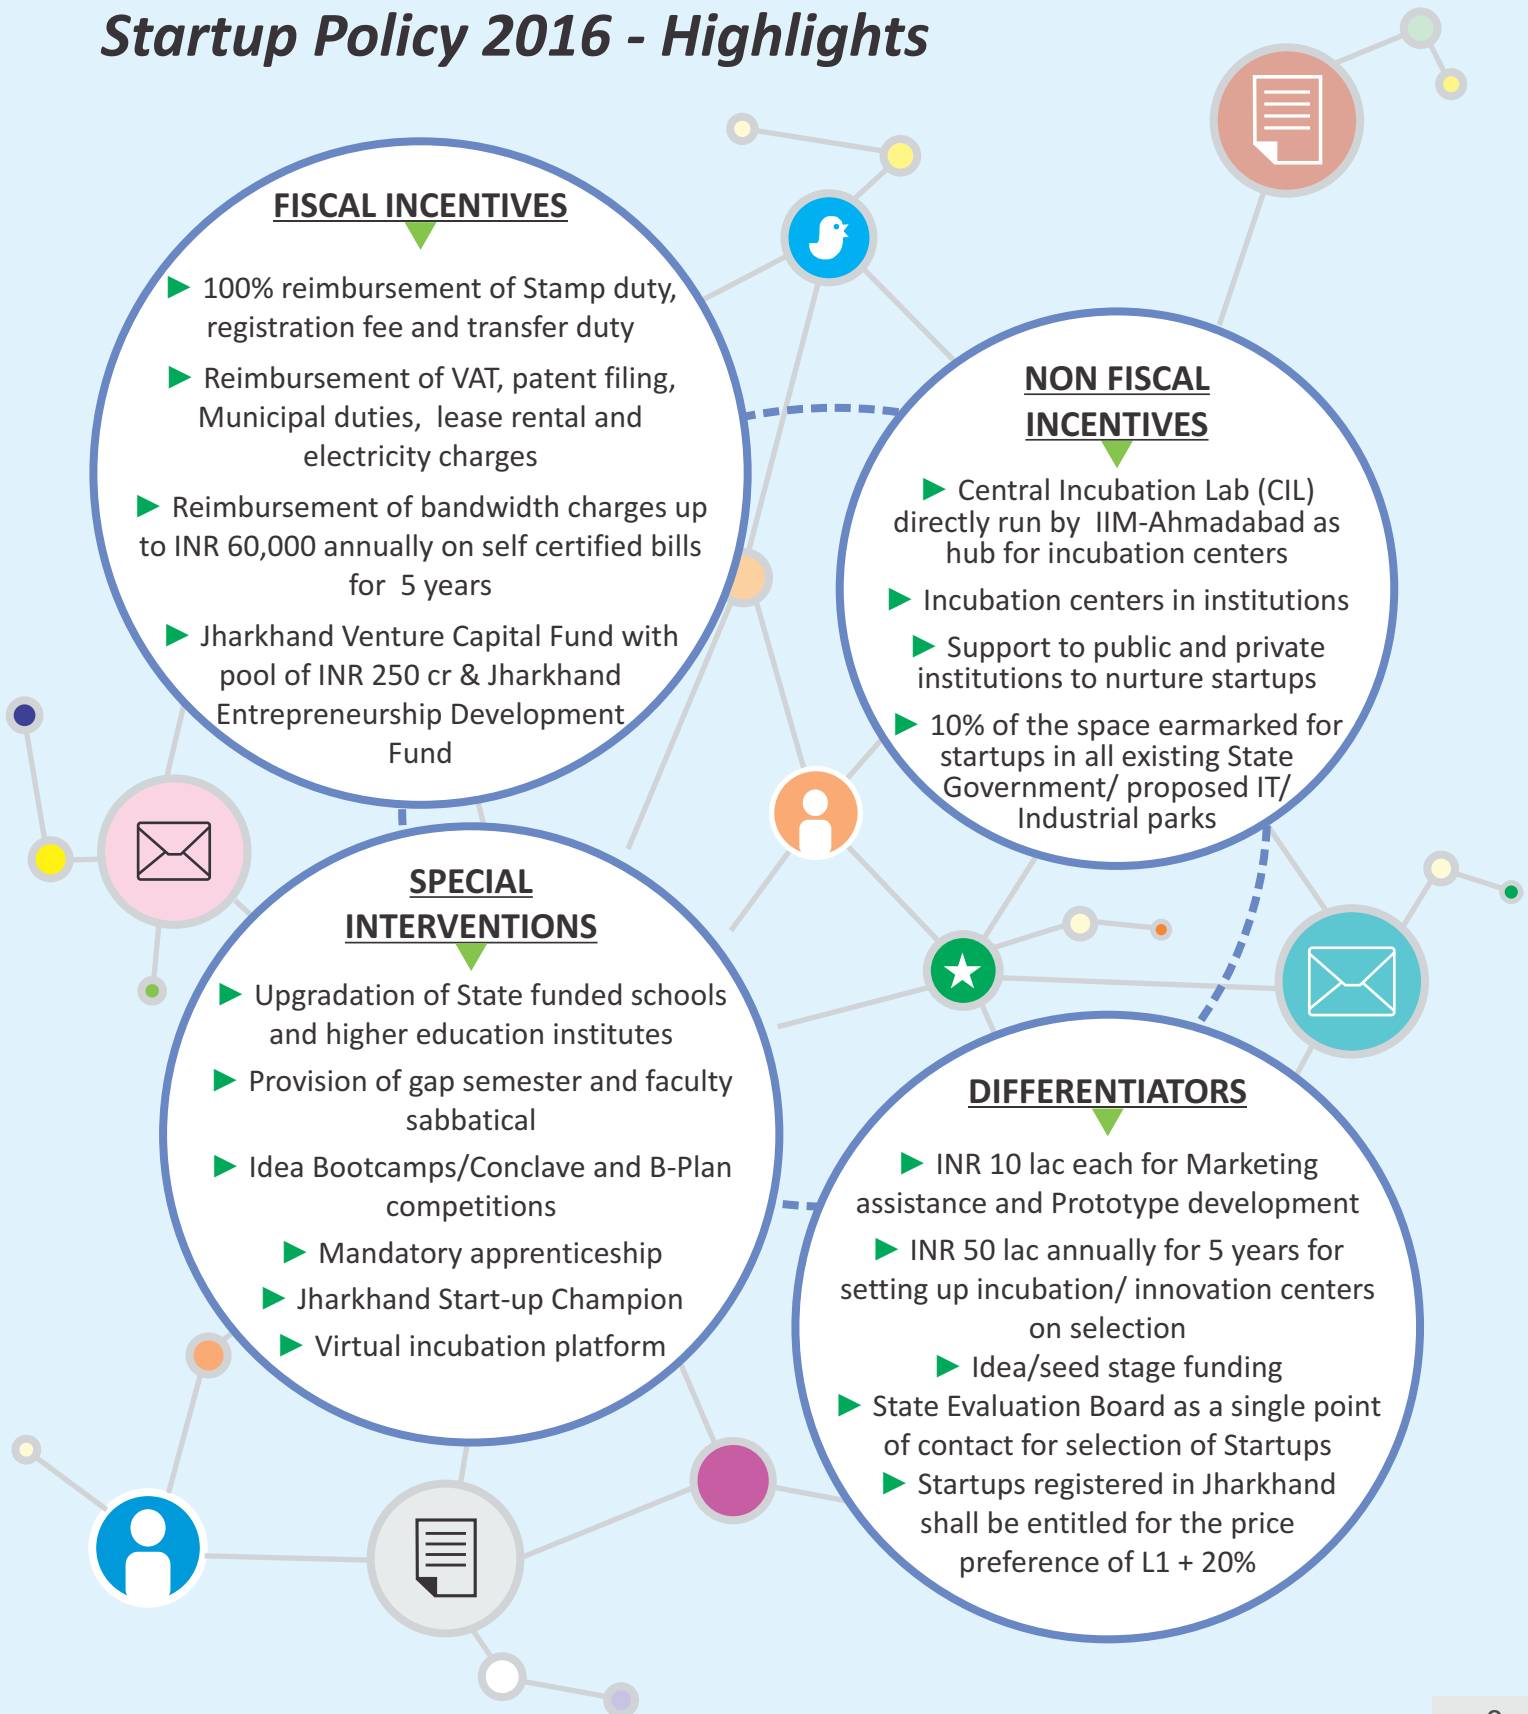 Startup Policy 2016 - Highlights
FISCAL INCENTIVES
100% reimbursement of Stamp duty,
registration fee and transfer duty
Reimbursement of VAT, patent filing,
Municipal duties, lease rental and
electricity charges
Reimbursement of bandwidth charges up
to INR 60,000 annually on self certified bills
for 5 years
Jharkhand Venture Capital Fund with
pool of INR 250 cr & Jharkhand
Entrepreneurship Development
Fund
NON FISCAL
INCENTIVES
Central Incubation Lab (CIL)
directly run by IIM-Ahmadabad as
hub for incubation centers
Incubation centers in institutions
Support to public and private
institutions to nurture startups
10% of the space earmarked for
startups in all existing State
Government/ proposed IT/
Industrial parks
SPECIAL
INTERVENTIONS
Upgradation of State funded schools
and higher education institutes
Provision of gap semester and faculty
sabbatical
Idea Bootcamps/Conclave and B-Plan
competitions
Mandatory apprenticeship
Jharkhand Start-up Champion
Virtual incubation platform
DIFFERENTIATORS
INR 10 lac each for Marketing
assistance and Prototype development
INR 50 lac annually for 5 years for
setting up incubation/ innovation centers
on selection
Idea/seed stage funding
State Evaluation Board as a single point
of contact for selection of Startups
Startups registered in Jharkhand
shall be entitled for the price
preference of L1 + 20%